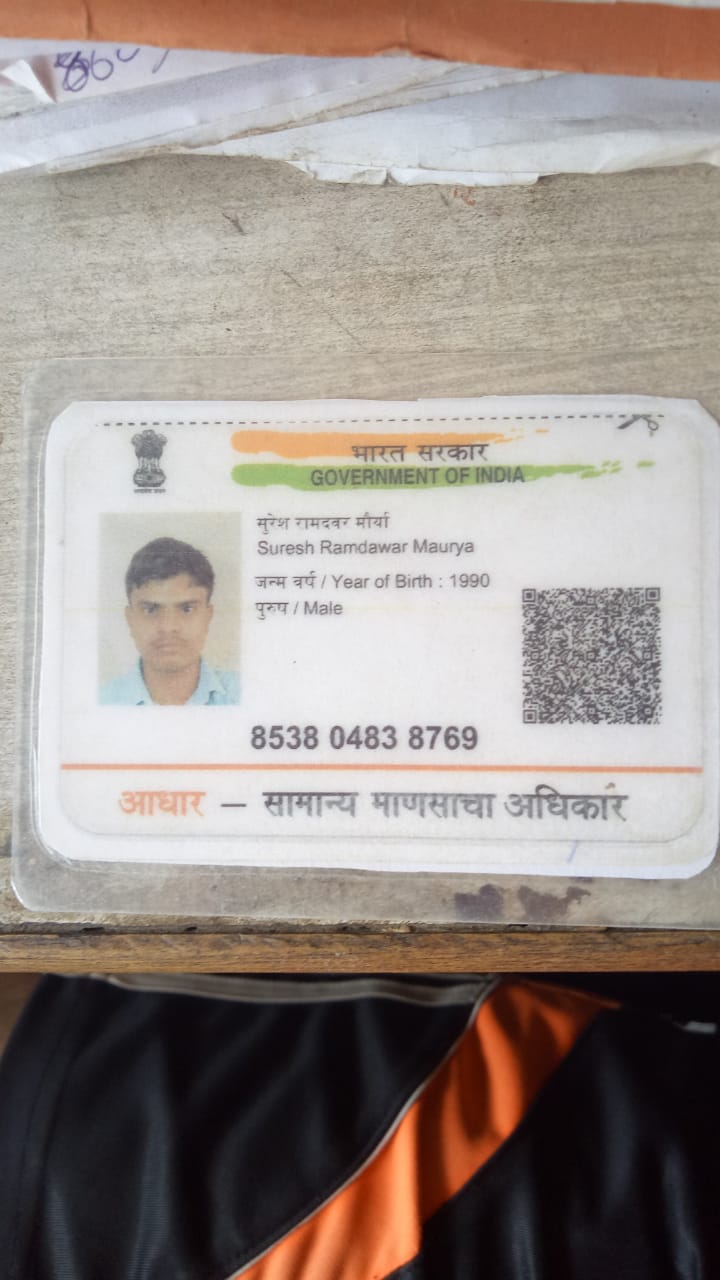 भारत सरकार
GOVERNMENT OF INDIA
सुरेश रामदवर मौर्या
Suresh Ramdawar Maurya
जन्म वर्ष / Year of Birth : 1990
पुरुष / Male
8538 0483 8769
आधार – सामान्य माणसाचा अधिकार